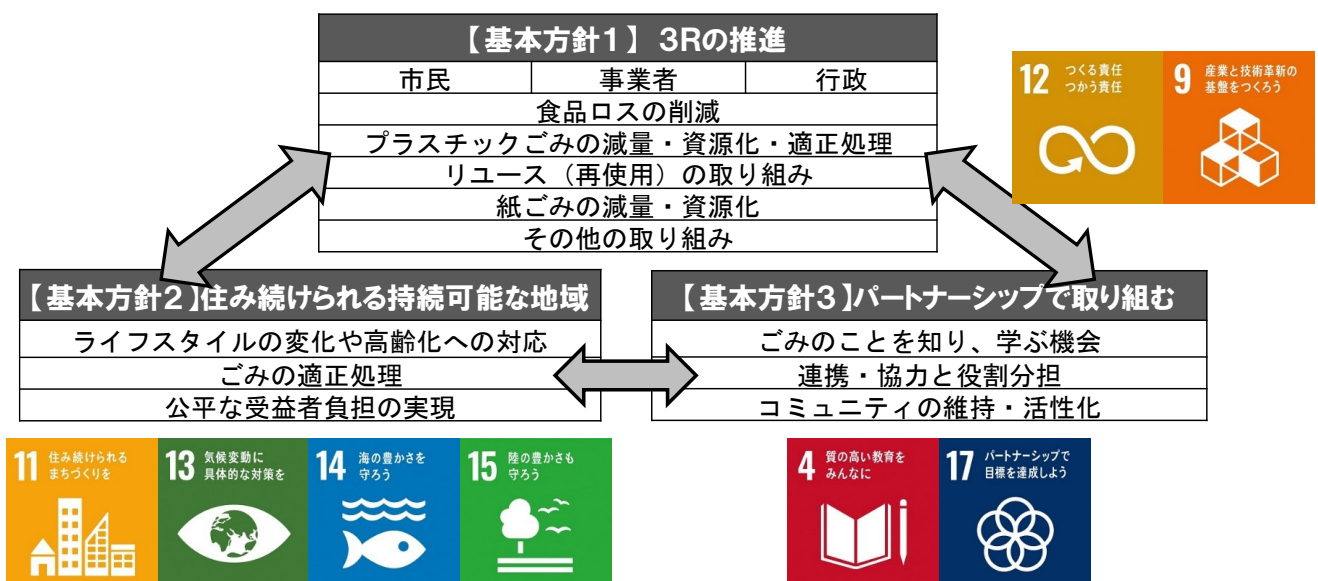 【基本方針1】 3Rの推進
市民 事業者 行政
食品ロスの削減
プラスチックごみの減量・資源化・適正処理
リユース（再使用）の取り組み
紙ごみの減量・資源化
その他の取り組み
12 つくる責任
つかう責任
9 産業と技術革新の
基盤をつくろう
【基本方針2】住み続けられる持続可能な地域
ライフスタイルの変化や高齢化への対応
ごみの適正処理
公平な受益者負担の実現
【基本方針3】パートナーシップで取り組む
ごみのことを知り、学ぶ機会
連携・協力と役割分担
コミュニティの維持・活性化
11 住み続けられる
まちづくりを
13 気候変動に
具体的な対策を
14 海の豊かさを
守ろう
15 陸の豊かさも
守ろう
4 質の高い教育を
みんなに
17 パートナーシップで
目標を達成しよう